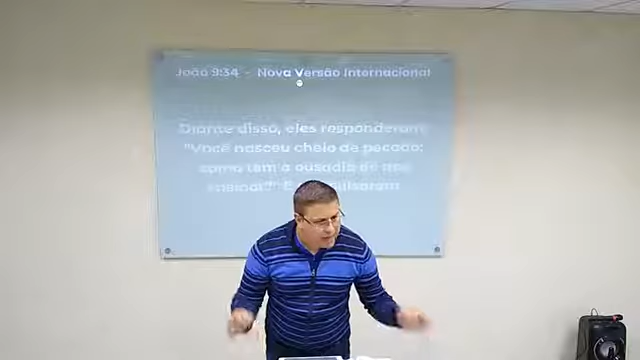 João 9:34 - Nova Versão Internacional
Diante disso, eles responderam:
"Você nasceu cheio de pecado;
como tem a ousadia de nos
ensinar?" E o expulsaram